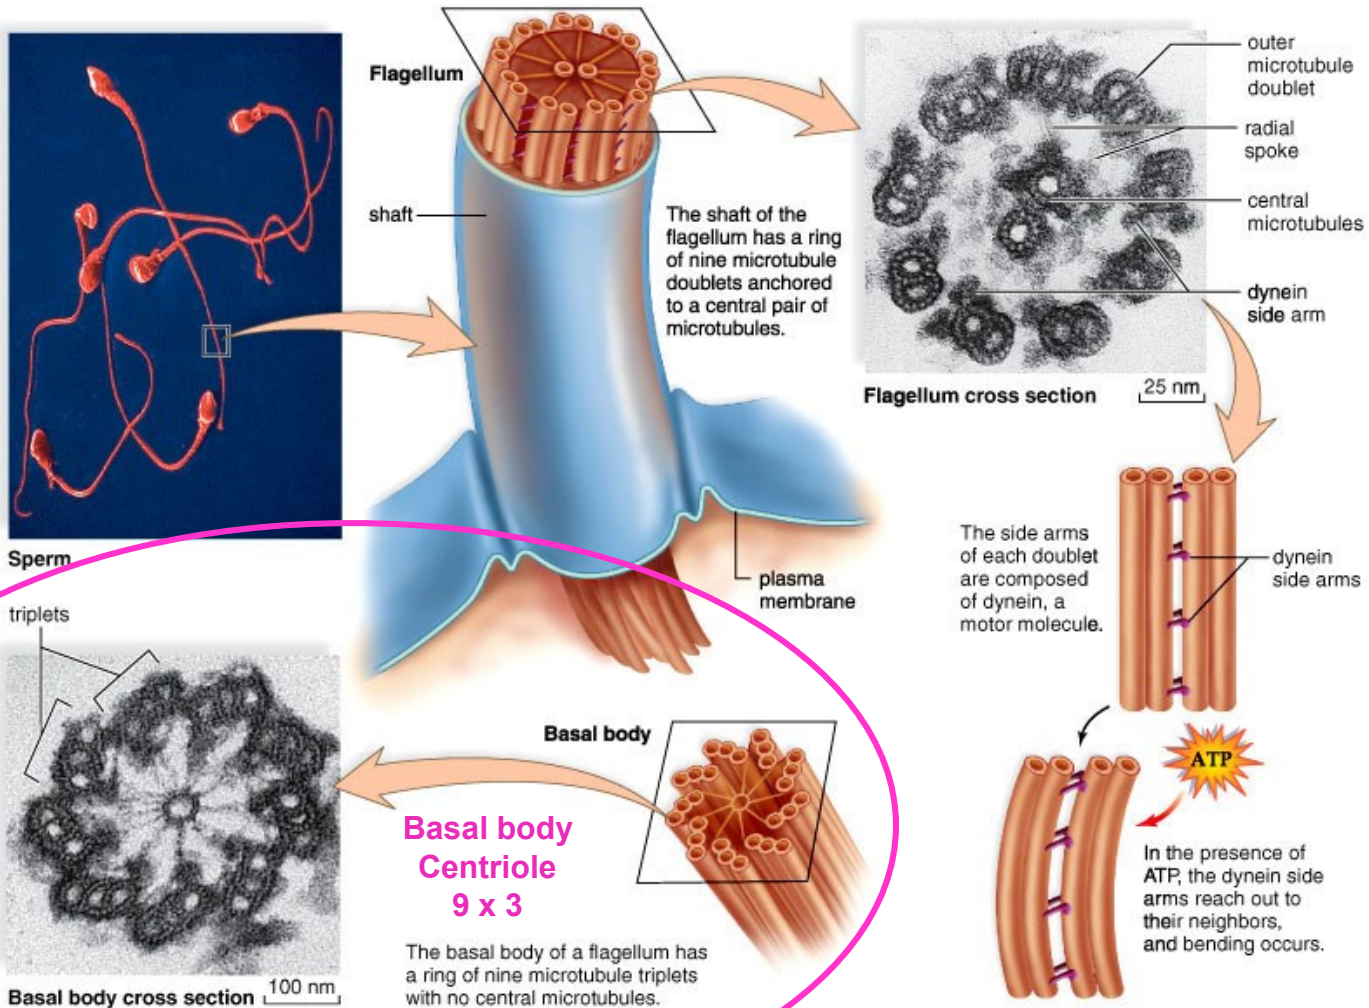 Sperm
Flagellum
shaft
The shaft of the
flagellum has a ring
of nine microtubule
doublets anchored
to a central pair of
microtubules.
plasma
membrane
outer
microtubule
doublet
radial
spoke
central
microtubules
dynein
side arm
Flagellum cross section
25 nm
The side arms
of each doublet
are composed
of dynein, a
motor molecule.
dynein
side arms
ATP
In the presence of
ATP, the dynein side
arms reach out to
their neighbors,
and bending occurs.
triplets
Basal body cross section
100 nm
Basal body
Basal body
Centriole
9 x 3
The basal body of a flagellum has
a ring of nine microtubule triplets
with no central microtubules.